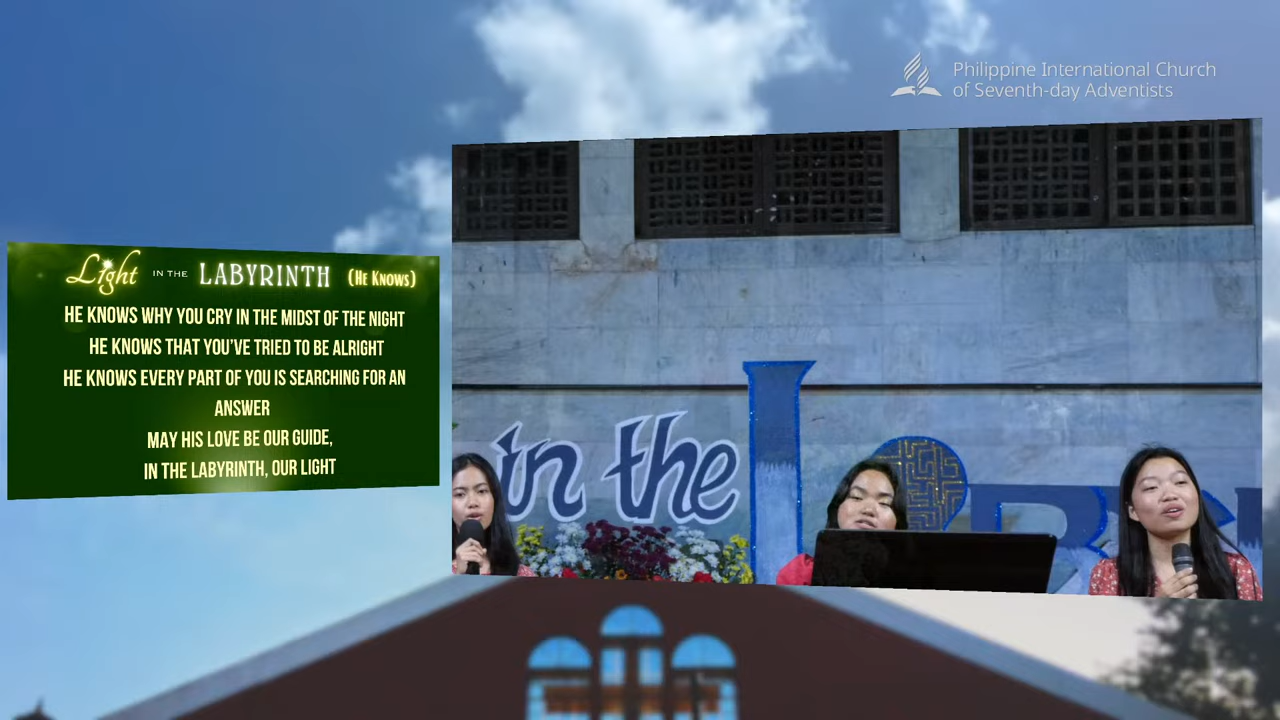 Philippine International Church
of Seventh-day Adventists
Light IN THE LABYRINTH (HE KNOWS)
HE KNOWS WHY YOU CRY IN THE MIDST OF THE NIGHT
HE KNOWS THAT YOU'VE TRIED TO BE ALRIGHT
HE KNOWS EVERY PART OF YOU IS SEARCHING FOR AN
ANSWER
MAY HIS LOVE BE OUR GUIDE,
IN THE LABYRINTH, OUR LIGHT
in the